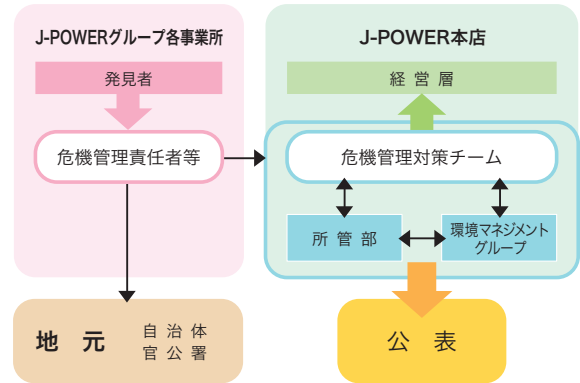 J-POWERグループ各事業所
発見者
危機管理責任者等
J-POWER本店
経営層
危機管理対策チーム
所管部
環境マネジメント
グループ
地元
自治体
官公署
公表